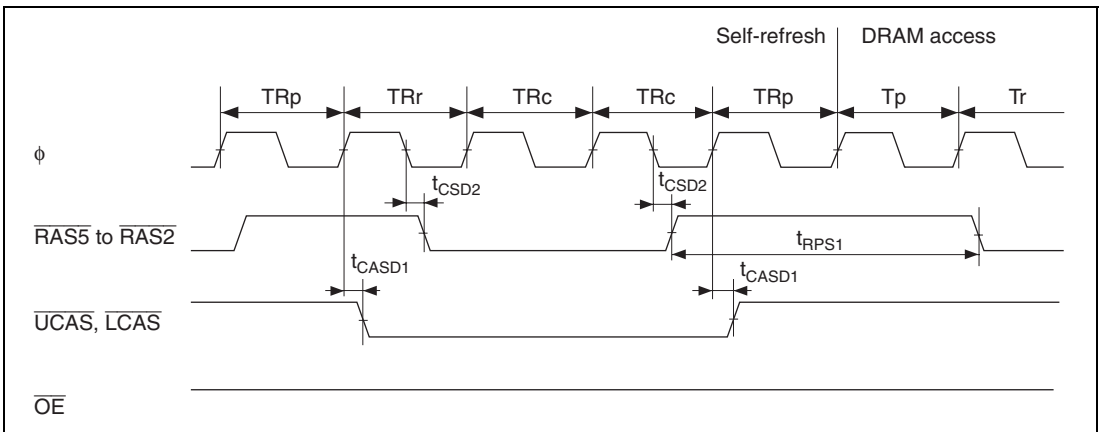 Self-refresh DRAM access
TRp TRr TRc TRc TRp Tp Tr
ϕ
tCSD2 tCSD2
RAS5 to RAS2
tRPS1
tCASD1 tCASD1
UCAS, LCAS
OE